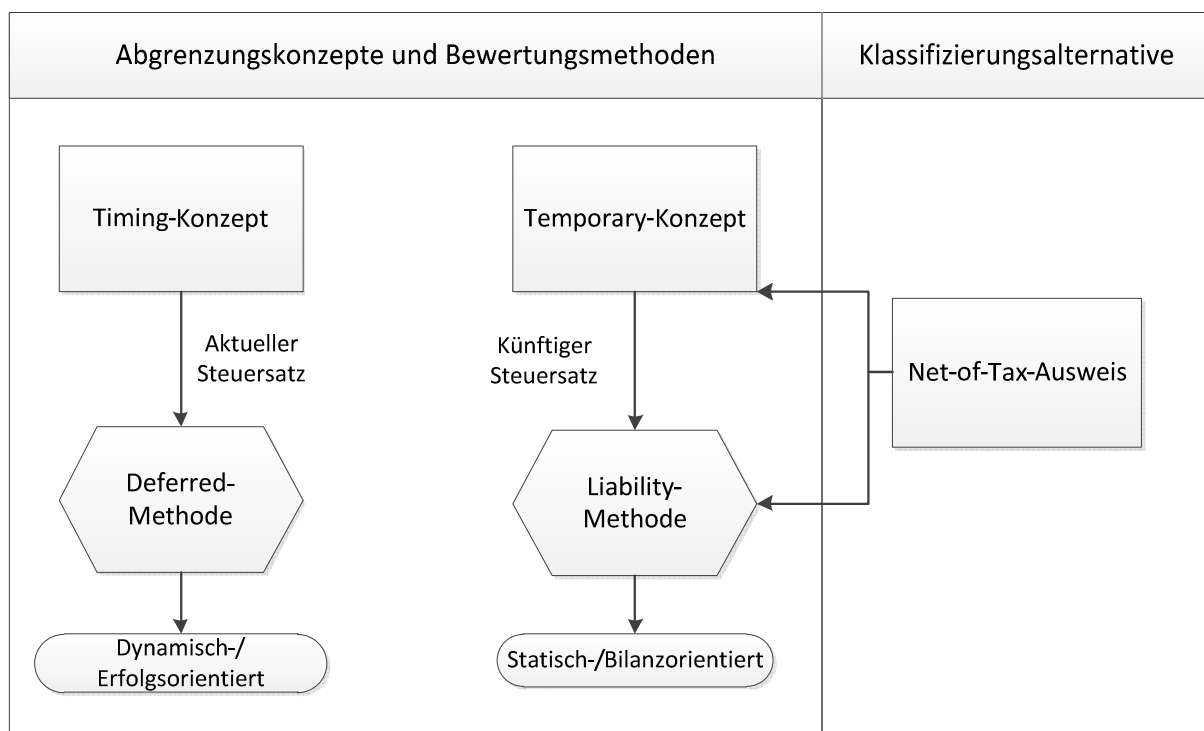 Abgrenzungskonzepte und Bewertungsmethoden
Klassifizierungsalternative
Timing-Konzept
Temporary-Konzept
Aktueller
Steuersatz
Künftiger
Steuersatz
Net-of-Tax-Ausweis
Deferred-
Methode
Liability-
Methode
Dynamisch-/
Erfolgsorientiert
Statisch-/Bilanzorientiert